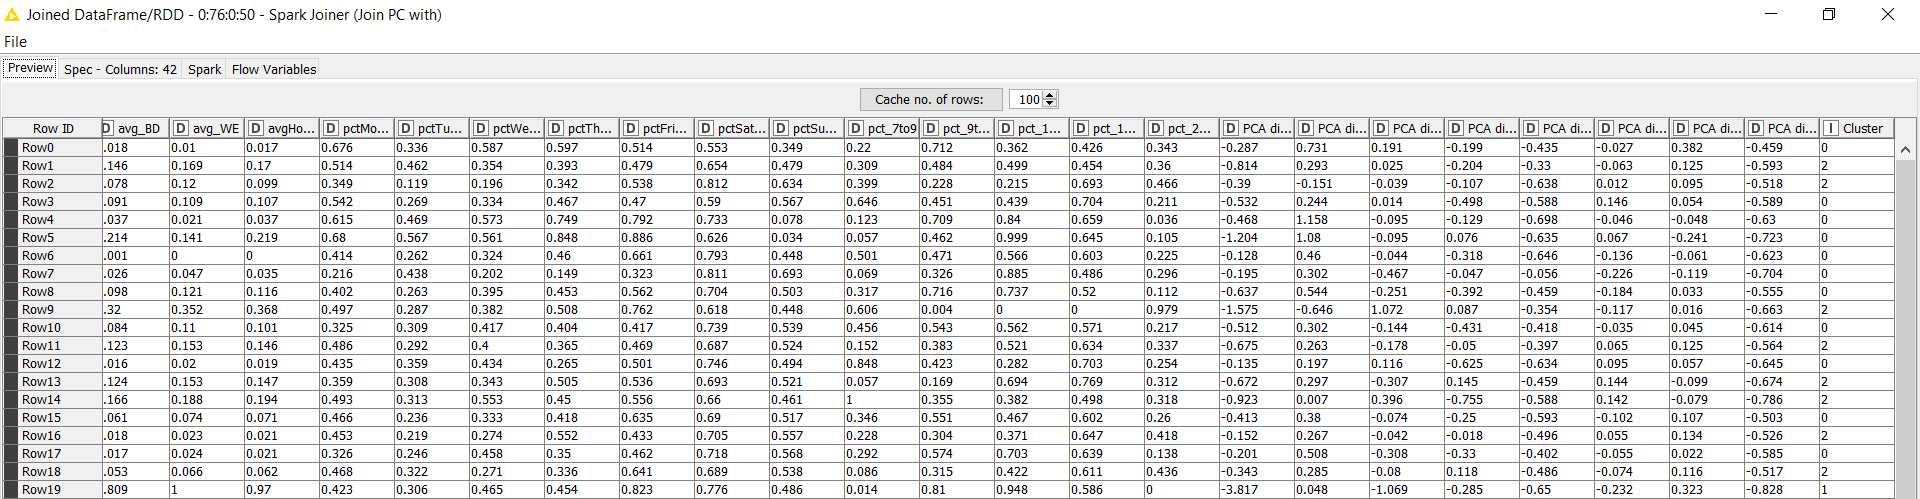 Joined DataFrame/RDD - 0:76:0:50 - Spark Joiner (Join PC with)
File
Preview Spec - Columns: 42 Spark Flow Variables
Cache no. of rows: 100
Row ID D avg_BD D avg_WE D avgHo... D pctMo... D pctTu... D pctWe... D pctTh... D pctFri... D pctSat... D pctSu... D pct_7to9 D pct_9t... D pct_1... D pct_1... D pct_2... D PCA di... D PCA di... D PCA di... D PCA di... D PCA di... D PCA di... D PCA di... D PCA di... I Cluster
Row0 .018 0.01 0.017 0.676 0.336 0.587 0.597 0.514 0.553 0.349 0.22 0.712 0.362 0.426 0.343 -0.287 0.731 0.191 -0.199 -0.435 -0.027 0.382 -0.459 0
Row1 .146 0.169 0.17 0.514 0.462 0.354 0.393 0.479 0.654 0.479 0.309 0.484 0.499 0.454 0.36 -0.814 0.293 0.025 -0.204 -0.33 -0.063 0.125 -0.593 2
Row2 .078 0.12 0.099 0.349 0.119 0.196 0.342 0.538 0.812 0.634 0.399 0.228 0.215 0.693 0.466 -0.39 -0.151 -0.039 -0.107 -0.638 0.012 0.095 -0.518 2
Row3 .091 0.109 0.107 0.542 0.269 0.334 0.467 0.47 0.59 0.567 0.646 0.451 0.439 0.704 0.211 -0.532 0.244 0.014 -0.498 -0.588 0.146 0.054 -0.589 0
Row4 .037 0.021 0.037 0.615 0.469 0.573 0.749 0.792 0.733 0.078 0.123 0.709 0.84 0.659 0.036 -0.468 1.158 -0.095 -0.129 -0.698 -0.046 -0.048 -0.63 0
Row5 .214 0.141 0.219 0.68 0.567 0.561 0.848 0.886 0.626 0.034 0.057 0.462 0.999 0.645 0.105 -1.204 1.08 -0.095 0.076 -0.635 0.067 -0.241 -0.723 0
Row6 .001 0 0 0.414 0.262 0.324 0.46 0.661 0.793 0.448 0.501 0.471 0.566 0.603 0.225 -0.128 0.46 -0.044 -0.318 -0.646 -0.136 -0.061 -0.623 0
Row7 .026 0.047 0.035 0.216 0.438 0.202 0.149 0.323 0.811 0.693 0.069 0.326 0.885 0.486 0.296 -0.195 0.302 -0.467 -0.047 -0.056 -0.226 -0.119 -0.704 0
Row8 .098 0.121 0.116 0.402 0.263 0.395 0.453 0.562 0.704 0.503 0.317 0.716 0.737 0.52 0.112 -0.637 0.544 -0.251 -0.392 -0.459 -0.184 0.033 -0.555 0
Row9 .32 0.352 0.368 0.497 0.287 0.382 0.508 0.762 0.618 0.448 0.606 0.004 0 0 0.979 -1.575 -0.646 1.072 0.087 -0.354 -0.117 0.016 -0.663 2
Row10 .084 0.11 0.101 0.325 0.309 0.417 0.404 0.417 0.739 0.539 0.456 0.543 0.562 0.571 0.217 -0.512 0.302 -0.144 -0.431 -0.418 -0.035 0.045 -0.614 0
Row11 .123 0.153 0.146 0.486 0.292 0.4 0.365 0.469 0.687 0.524 0.152 0.383 0.521 0.634 0.337 -0.675 0.263 -0.178 -0.05 -0.397 0.065 0.125 -0.564 2
Row12 .016 0.02 0.019 0.435 0.359 0.434 0.265 0.501 0.746 0.494 0.848 0.423 0.282 0.703 0.254 -0.135 0.197 0.116 -0.625 -0.634 0.095 0.057 -0.645 0
Row13 .124 0.153 0.147 0.359 0.308 0.343 0.505 0.536 0.693 0.521 0.057 0.169 0.694 0.769 0.312 -0.672 0.297 -0.307 0.145 -0.459 0.144 -0.099 -0.674 2
Row14 .166 0.188 0.194 0.493 0.313 0.553 0.45 0.556 0.66 0.461 1 0.355 0.382 0.498 0.318 -0.923 0.007 0.396 -0.755 -0.588 0.142 -0.079 -0.786 2
Row15 .061 0.074 0.071 0.466 0.236 0.333 0.418 0.635 0.69 0.517 0.346 0.551 0.467 0.602 0.26 -0.413 0.38 -0.074 -0.25 -0.593 -0.102 0.107 -0.503 0
Row16 .018 0.023 0.021 0.453 0.219 0.274 0.552 0.433 0.705 0.557 0.228 0.304 0.371 0.647 0.418 -0.152 0.267 -0.042 -0.018 -0.496 0.055 0.134 -0.526 2
Row17 .017 0.024 0.021 0.326 0.246 0.458 0.35 0.462 0.718 0.568 0.292 0.574 0.703 0.639 0.138 -0.201 0.508 -0.308 -0.33 -0.402 -0.055 0.022 -0.585 0
Row18 .053 0.066 0.062 0.468 0.322 0.271 0.336 0.641 0.689 0.538 0.086 0.315 0.422 0.611 0.436 -0.343 0.285 -0.08 0.118 -0.486 -0.074 0.116 -0.517 2
Row19 .809 1 0.97 0.423 0.306 0.465 0.454 0.823 0.776 0.486 0.014 0.81 0.948 0.586 0 -3.817 0.048 -1.069 -0.285 -0.65 -0.232 0.323 -0.828 1